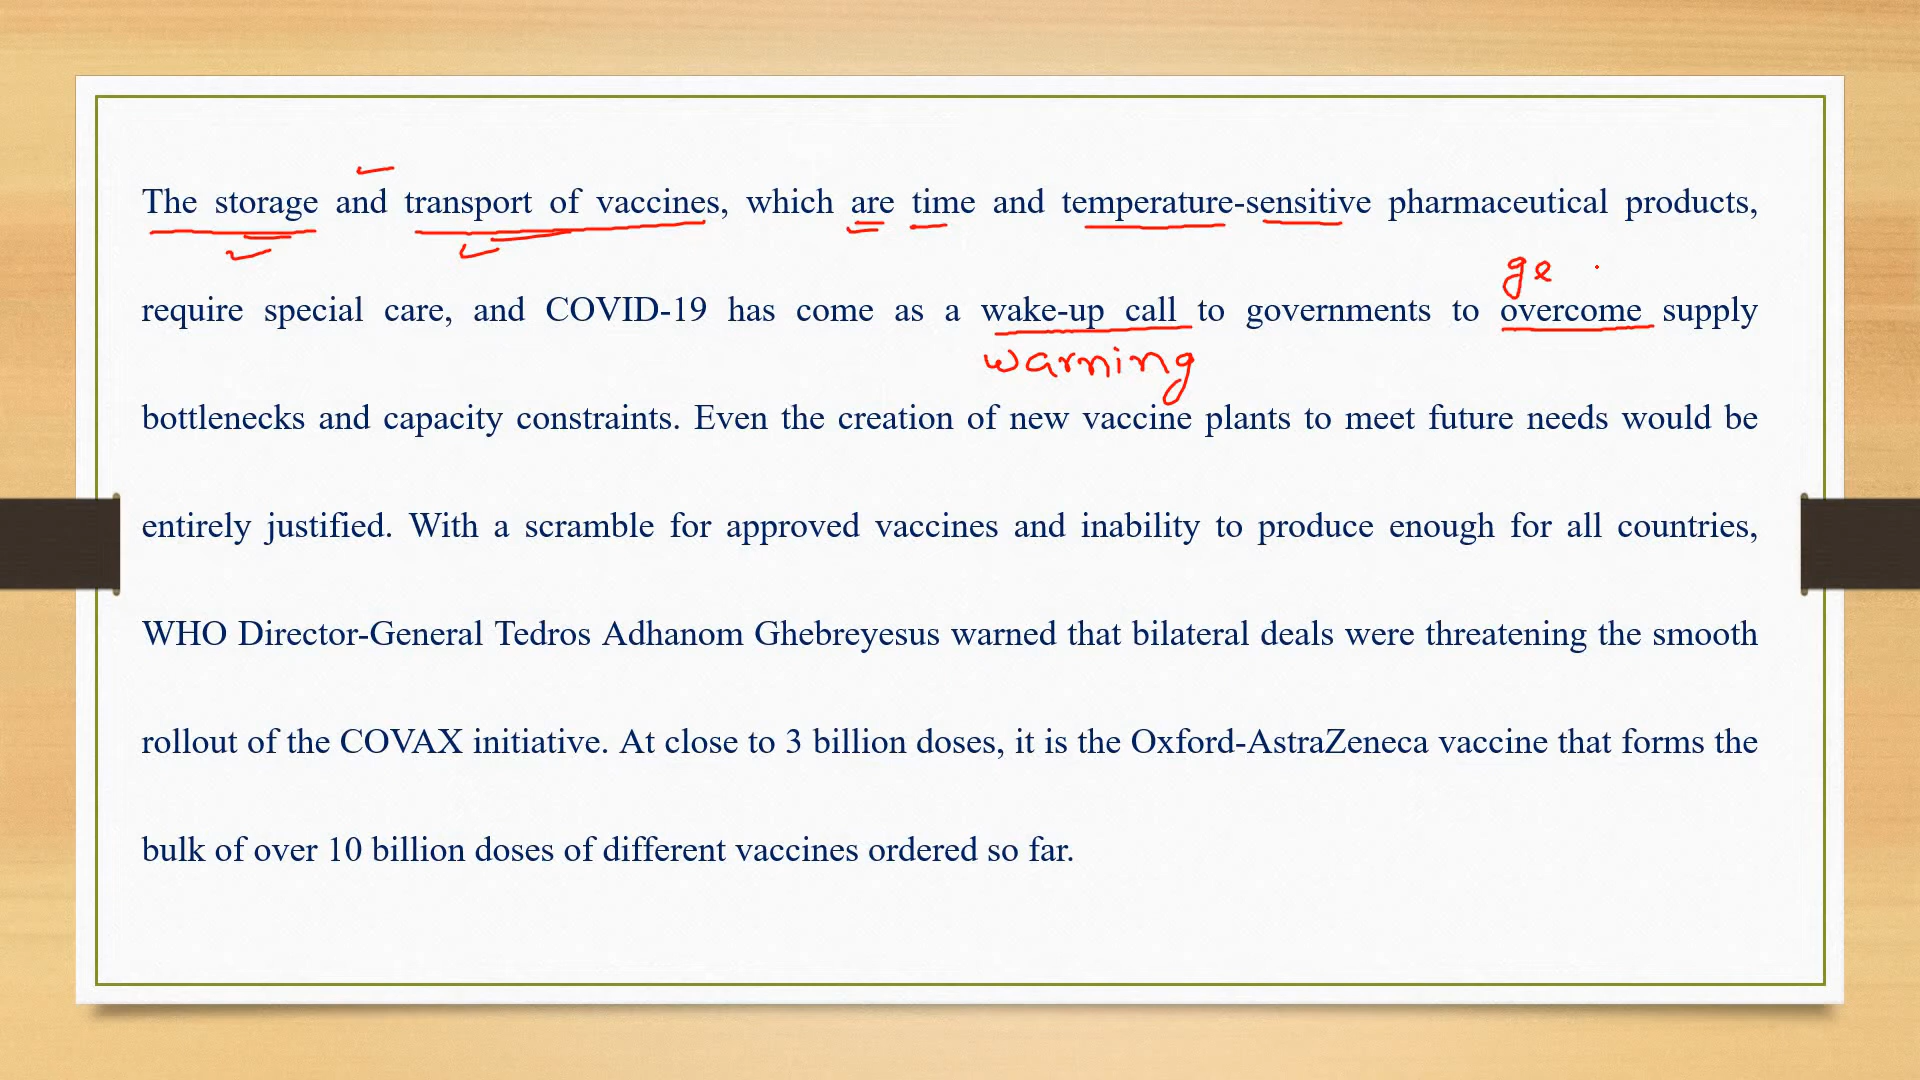 The storage and transport of vaccines, which are time and temperature-sensitive pharmaceutical products,
ge
require special care, and COVID-19 has come as a wake-up call to governments to overcome supply
warning
bottlenecks and capacity constraints. Even the creation of new vaccine plants to meet future needs would be
entirely justified. With a scramble for approved vaccines and inability to produce enough for all countries,
WHO Director-General Tedros Adhanom Ghebreyesus warned that bilateral deals were threatening the smooth
rollout of the COVAX initiative. At close to 3 billion doses, it is the Oxford-AstraZeneca vaccine that forms the
bulk of over 10 billion doses of different vaccines ordered so far.